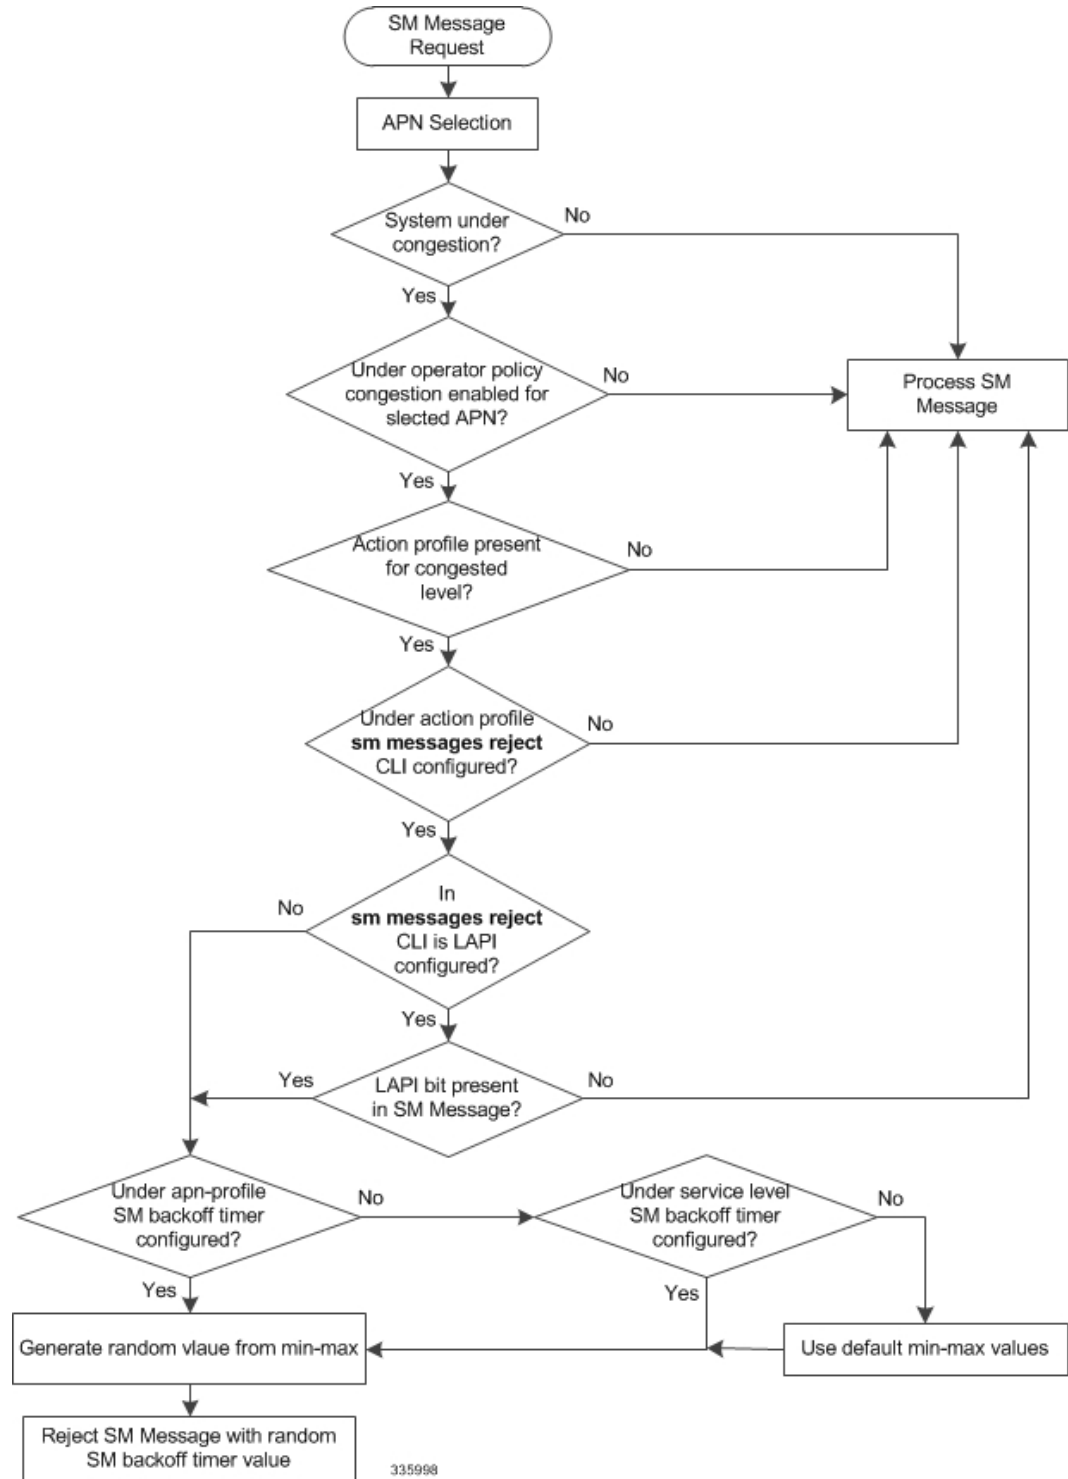 SM Message
Request
APN Selection
System under
congestion?
No
Yes
Under operator policy
congestion enabled for
slected APN?
No
Process SM
Message
Yes
Action profile present
for congested
level?
No
Yes
Under action profile
sm messages reject
CLI configured?
No
Yes
In
sm messages reject
CLI is LAPI
configured?
No
Yes
LAPI bit present
in SM Message?
Yes
No
Under apn-profile
SM backoff timer
configured?
No
Under service level
SM backoff timer
configured?
No
Yes
Yes
Generate random vlaue from min-max
Use default min-max values
Reject SM Message with random
SM backoff timer value
335998